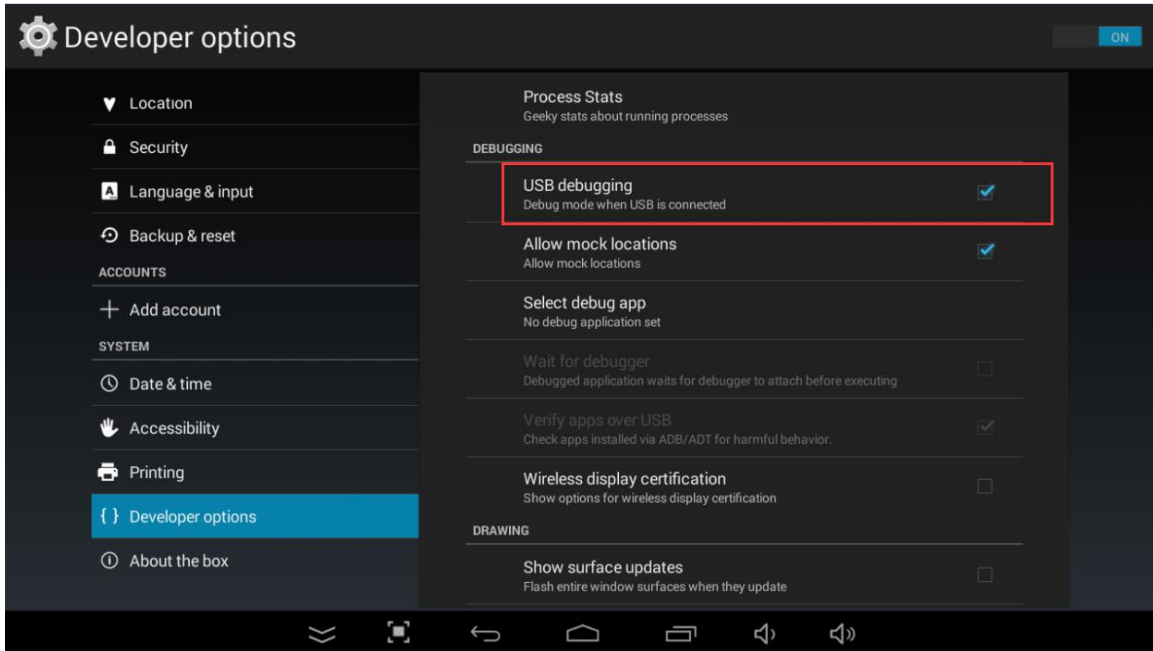 Developer options
ON
Location
Security
Language & input
Backup & reset
ACCOUNTS
Add account
SYSTEM
Date & time
Accessibility
Printing
{ } Developer options
About the box
Process Stats
Geeky stats about running processes
DEBUGGING
USB debugging
Debug mode when USB is connected
Allow mock locations
Allow mock locations
Select debug app
No debug application set
Wait for debugger
Debugged application waits for debugger to attach before executing
Verify apps over USB
Check apps installed via ADB/ADT for harmful behavior.
Wireless display certification
Show options for wireless display certification
DRAWING
Show surface updates
Flash entire window surfaces when they update